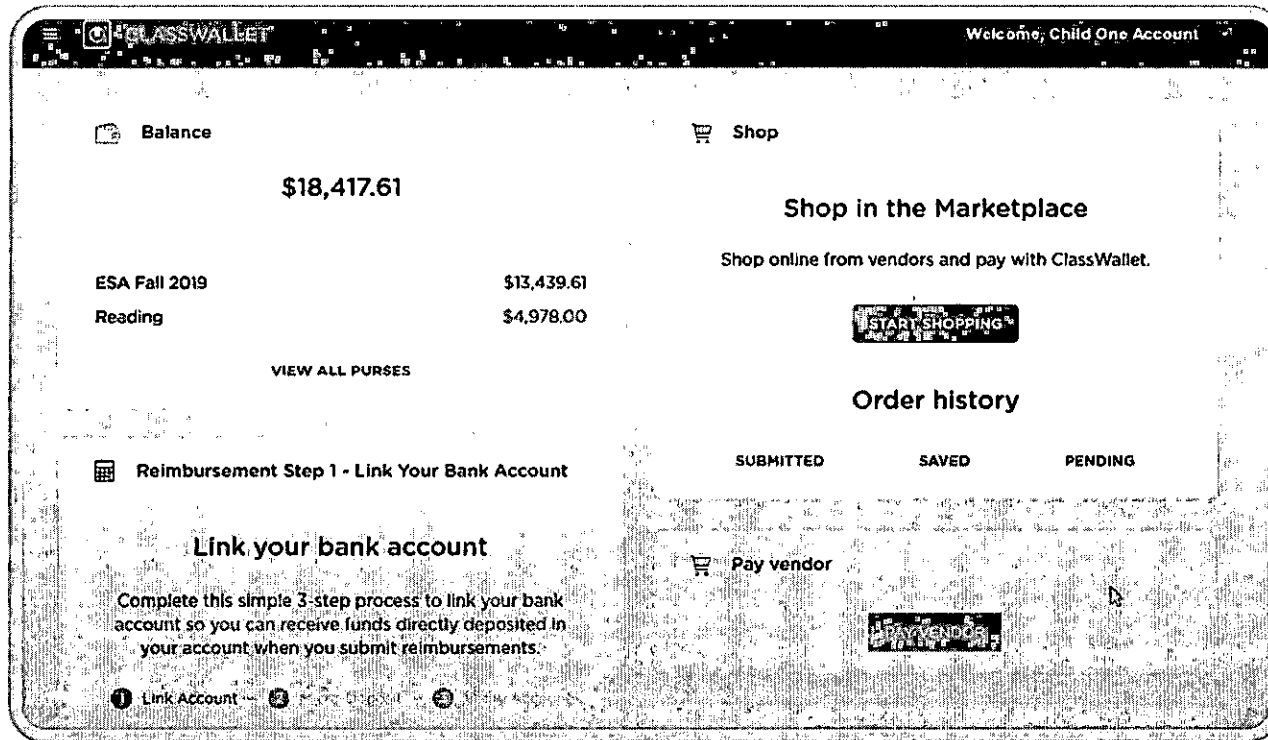 CLASSWALLET
Welcome, Child One Account
Balance
$18,417.61
ESA Fall 2019 $13,439.61
Reading $4,978.00
VIEW ALL PURSES
Reimbursement Step 1 - Link Your Bank Account
Link your bank account
Complete this simple 3-step process to link your bank
account so you can receive funds directly deposited in
your account when you submit reimbursements.
1 Link Account
Shop
Shop in the Marketplace
Shop online from vendors and pay with ClassWallet.
START SHOPPING
Order history
SUBMITTED SAVED PENDING
Pay vendor
PAY VENDOR